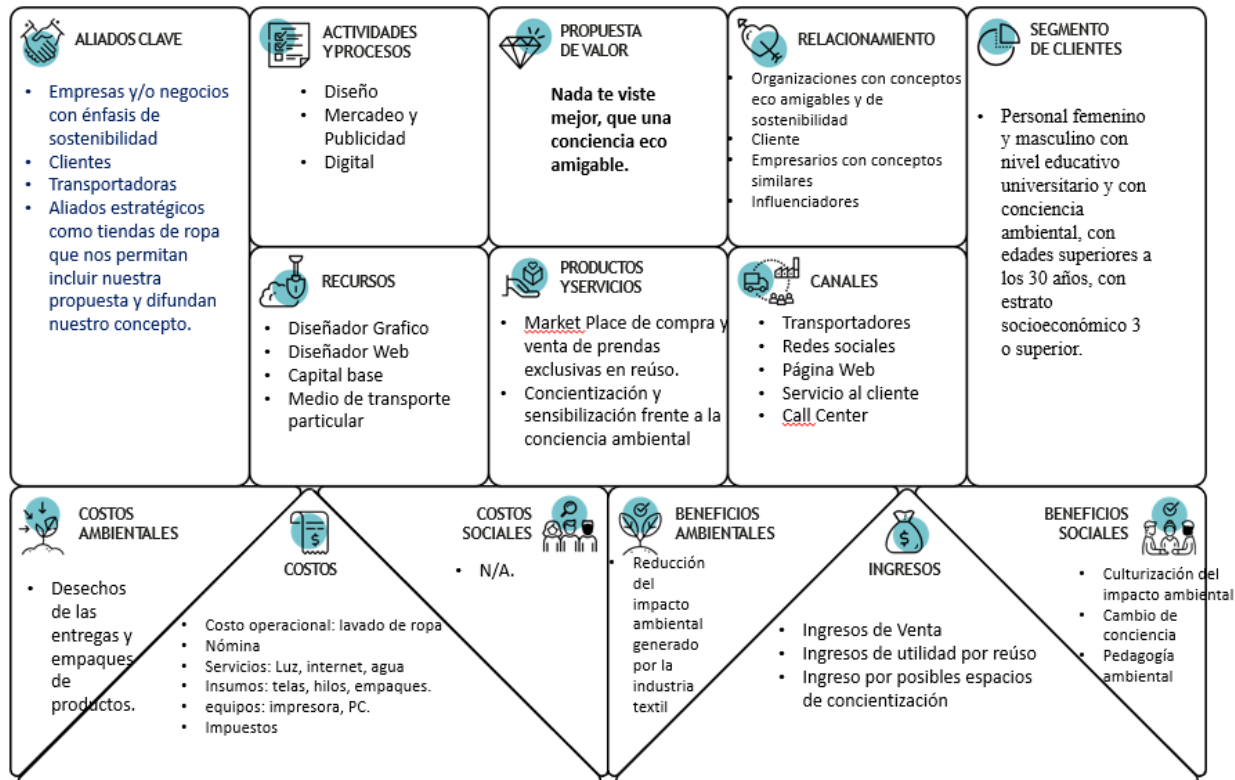 ALIADOS CLAVE
• Empresas y/o negocios
con énfasis de
sostenibilidad
• Clientes
• Transportadoras
• Aliados estratégicos
como tiendas de ropa
que nos permitan
incluir nuestra
propuesta y difundan
nuestro concepto.
ACTIVIDADES
Y PROCESOS
• Diseño
• Mercadeo y
Publicidad
• Digital
RECURSOS
• Diseñador Grafico
• Diseñador Web
• Capital base
• Medio de transporte
particular
PROPUESTA
DE VALOR
Nada te viste
mejor, que una
conciencia eco
amigable.
PRODUCTOS
Y SERVICIOS
• Market Place de compra y
venta de prendas
exclusivas en reúso.
• Concientización y
sensibilización frente a la
conciencia ambiental
RELACIONAMIENTO
• Organizaciones con conceptos
eco amigables y de
sostenibilidad
• Cliente
• Empresarios con conceptos
similares
• Influenciadores
CANALES
• Transportadores
• Redes sociales
• Página Web
• Servicio al cliente
• Call Center
SEGMENTO
DE CLIENTES
• Personal femenino
y masculino con
nivel educativo
universitario y con
conciencia
ambiental, con
edades superiores a
los 30 años, con
estrato
socioeconómico 3
o superior.
COSTOS
AMBIENTALES
• Desechos
de las
entregas y
empaques
de
productos.
$
COSTOS
• Costo operacional: lavado de ropa
• Nómina
• Servicios: Luz, internet, agua
• Insumos: telas, hilos, empaques.
• equipos: impresora, PC.
• Impuestos
COSTOS
SOCIALES
• N/A.
BENEFICIOS
AMBIENTALES
• Reducción
del
impacto
ambiental
generado
por la
industria
textil
$
INGRESOS
• Ingresos de Venta
• Ingresos de utilidad por reúso
• Ingreso por posibles espacios
de concientización
BENEFICIOS
SOCIALES
• Culturización del
impacto ambiental
• Cambio de
conciencia
• Pedagogía
ambiental